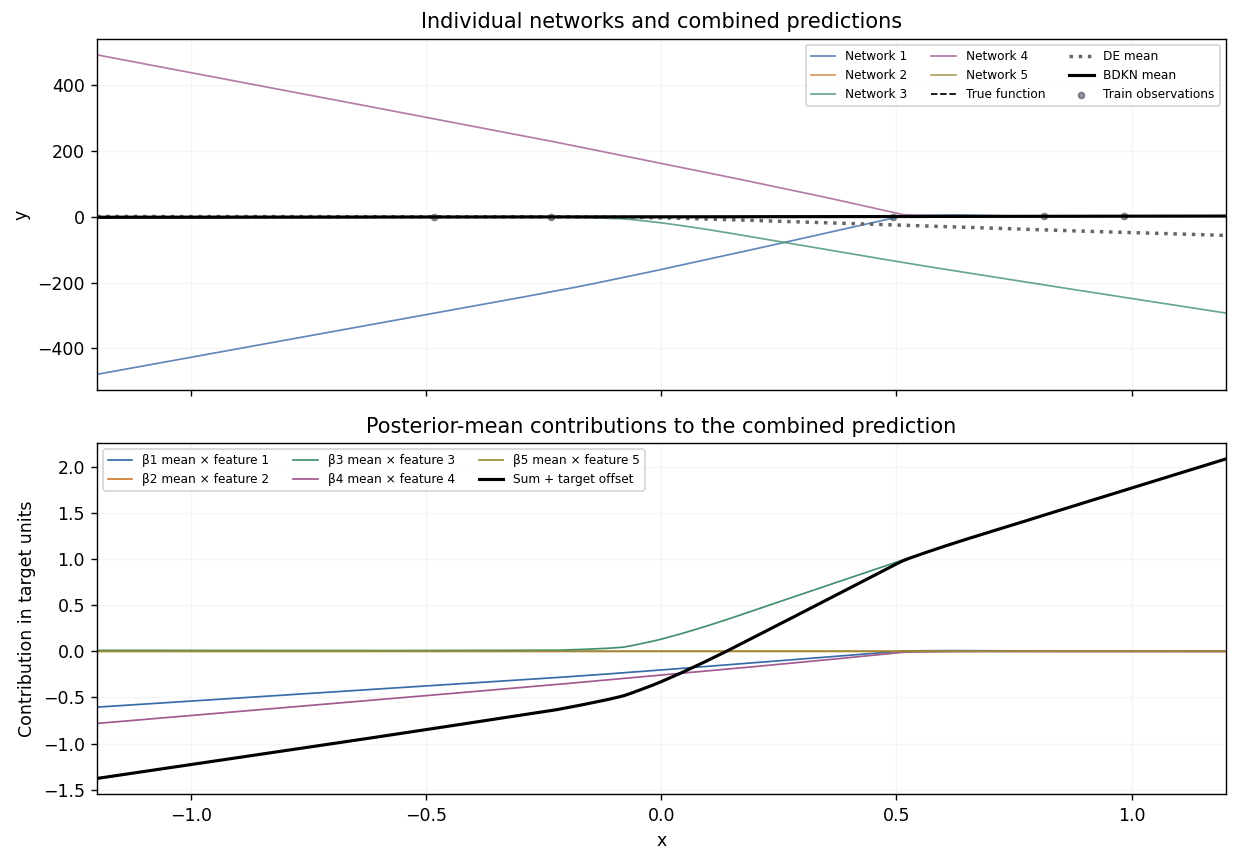 Individual networks and combined predictions
Network 1
Network 2
Network 3
Network 4
Network 5
True function
DE mean
BDKN mean
Train observations
400
200
0
−200
−400
y
Posterior-mean contributions to the combined prediction
β1 mean × feature 1
β2 mean × feature 2
β3 mean × feature 3
β4 mean × feature 4
β5 mean × feature 5
Sum + target offset
2.0
1.5
1.0
0.5
0.0
−0.5
−1.0
−1.5
Contribution in target units
−1.0
−0.5
0.0
0.5
1.0
x